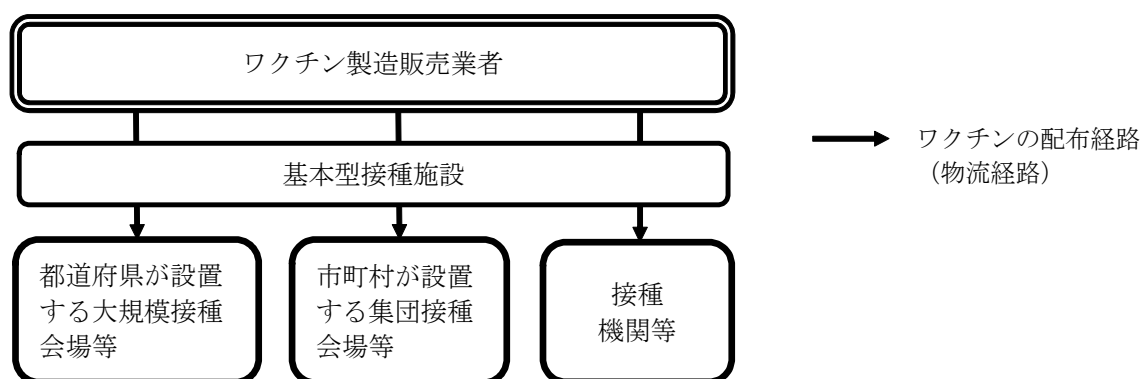 ワクチン製造販売業者
ワクチンの配布経路
（物流経路）
基本型接種施設
都道府県が設置
する大規模接種
会場等
市町村が設置
する集団接種
会場等
接種
機関等